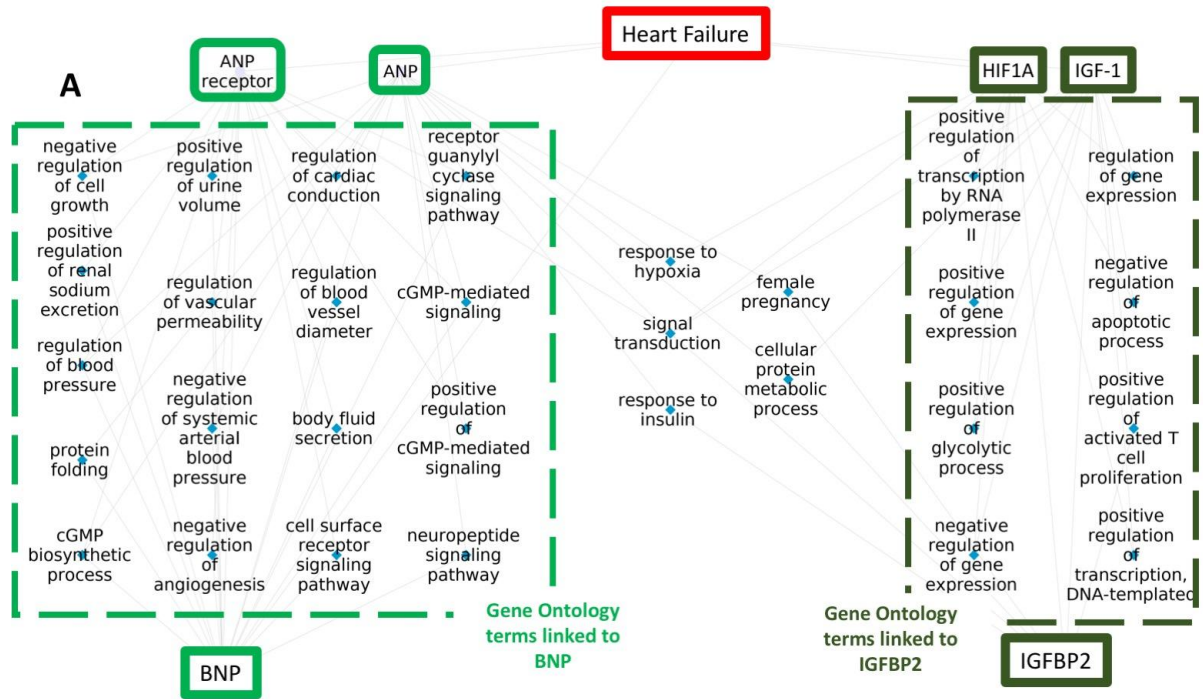 Heart Failure
ANP
receptor
ANP
HIF1A
IGF-1
A
negative
regulation
of cell
growth
positive
regulation
of urine
volume
regulation
of cardiac
conduction
receptor
guanylyl
cyclase
signaling
pathway
positive
regulation
of renal
sodium
excretion
regulation
of vascular
permeability
regulation
of blood
vessel
diameter
cGMP-mediated
signaling
regulation
of blood
pressure
negative
regulation
of systemic
arterial
blood
pressure
body fluid
secretion
positive
regulation
of
cGMP-mediated
signaling
protein
folding
cGMP
biosynthetic
process
negative
regulation
of
angiogenesis
cell surface
receptor
signaling
pathway
neuropeptide
signaling
pathway
response to
hypoxia
female
pregnancy
signal
transduction
cellular
protein
metabolic
process
response to
insulin
positive
regulation
of
transcription
by RNA
polymerase
II
regulation
of gene
expression
positive
regulation
of gene
expression
negative
regulation
of
apoptotic
process
positive
regulation
of
glycolytic
process
positive
regulation
of
activated T
cell
proliferation
negative
regulation
of gene
expression
positive
regulation
of
transcription,
DNA-templated
Gene Ontology
terms linked to
BNP
Gene Ontology
terms linked to
IGFBP2
BNP
IGFBP2